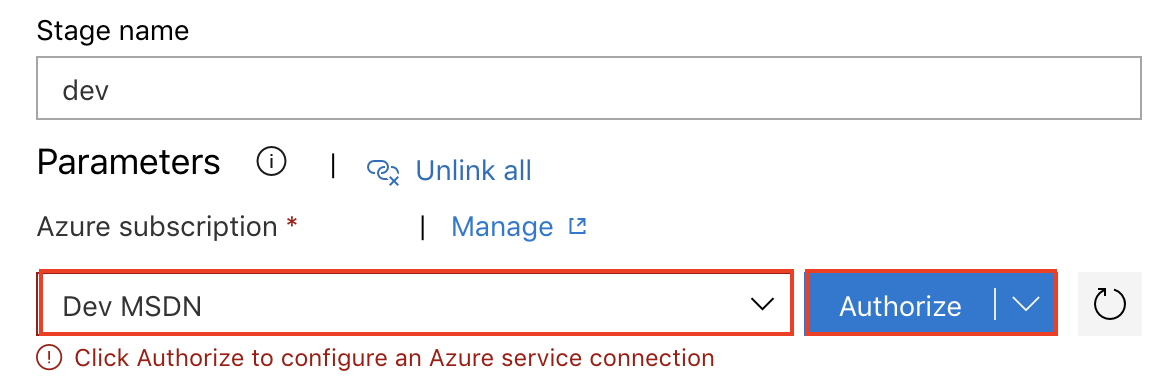 Stage name
dev
Parameters | Unlink all
Azure subscription * | Manage
Dev MSDN Authorize
Click Authorize to configure an Azure service connection